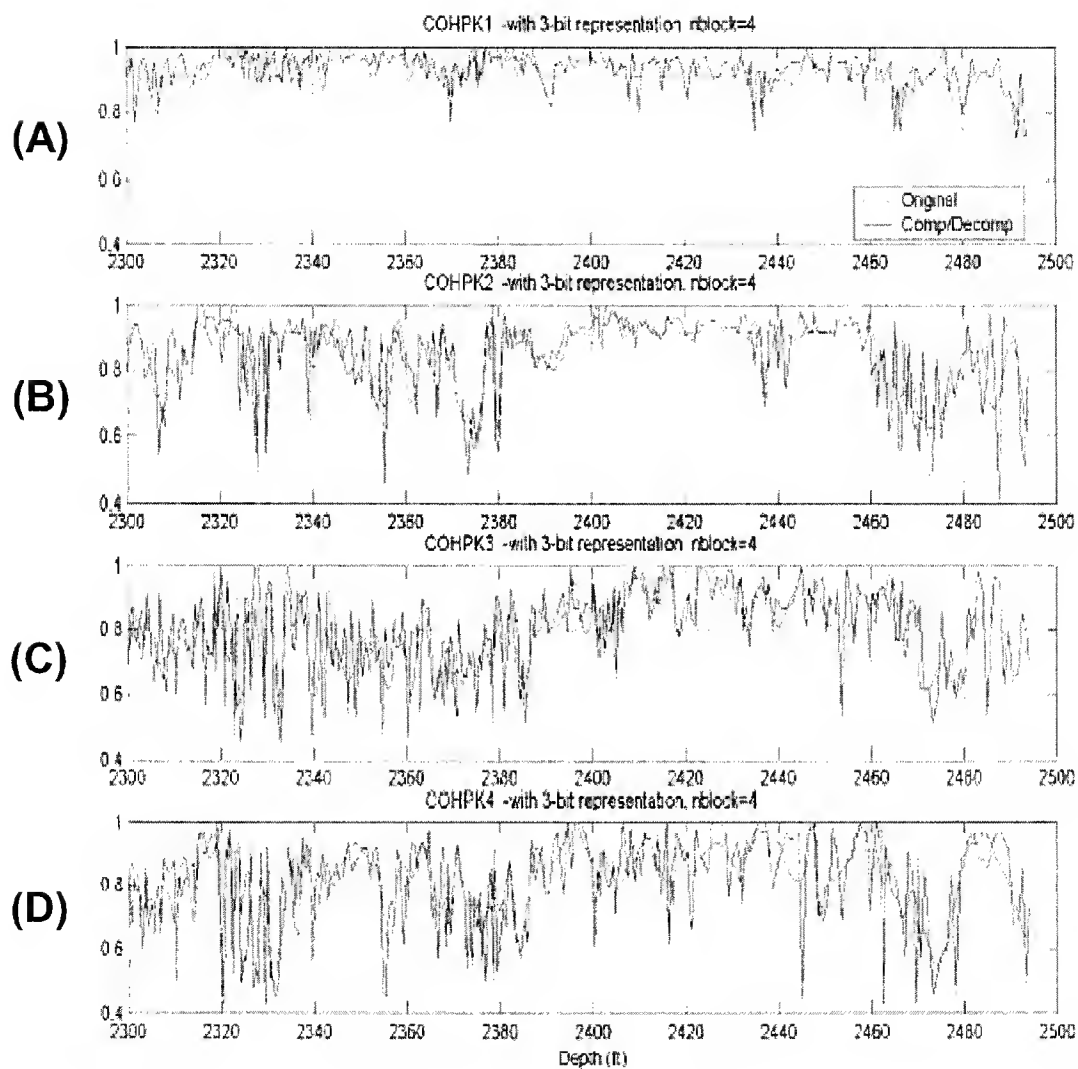 COHPK1 -with 3-bit representation, nblock=4
(A)
1
0.8
0.6
0.4
Original
Comp/Decomp
2300 2320 2340 2360 2380 2400 2420 2440 2460 2480 2500
COHPK2 -with 3-bit representation, nblock=4
(B)
1
0.8
0.6
0.4
2300 2320 2340 2360 2380 2400 2420 2440 2460 2480 2500
COHPK3 -with 3-bit representation, nblock=4
(C)
1
0.8
0.6
0.4
2300 2320 2340 2360 2380 2400 2420 2440 2460 2480 2500
COHPK4 -with 3-bit representation, nblock=4
(D)
1
0.8
0.6
0.4
2300 2320 2340 2360 2380 2400 2420 2440 2460 2480 2500
Depth (ft)